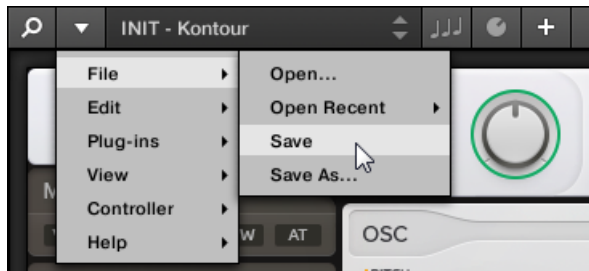 INIT - Kontour
File
Edit
Plug-ins
View
Controller
Help
Open...
Open Recent
Save
Save As...
M
W
AT
OSC